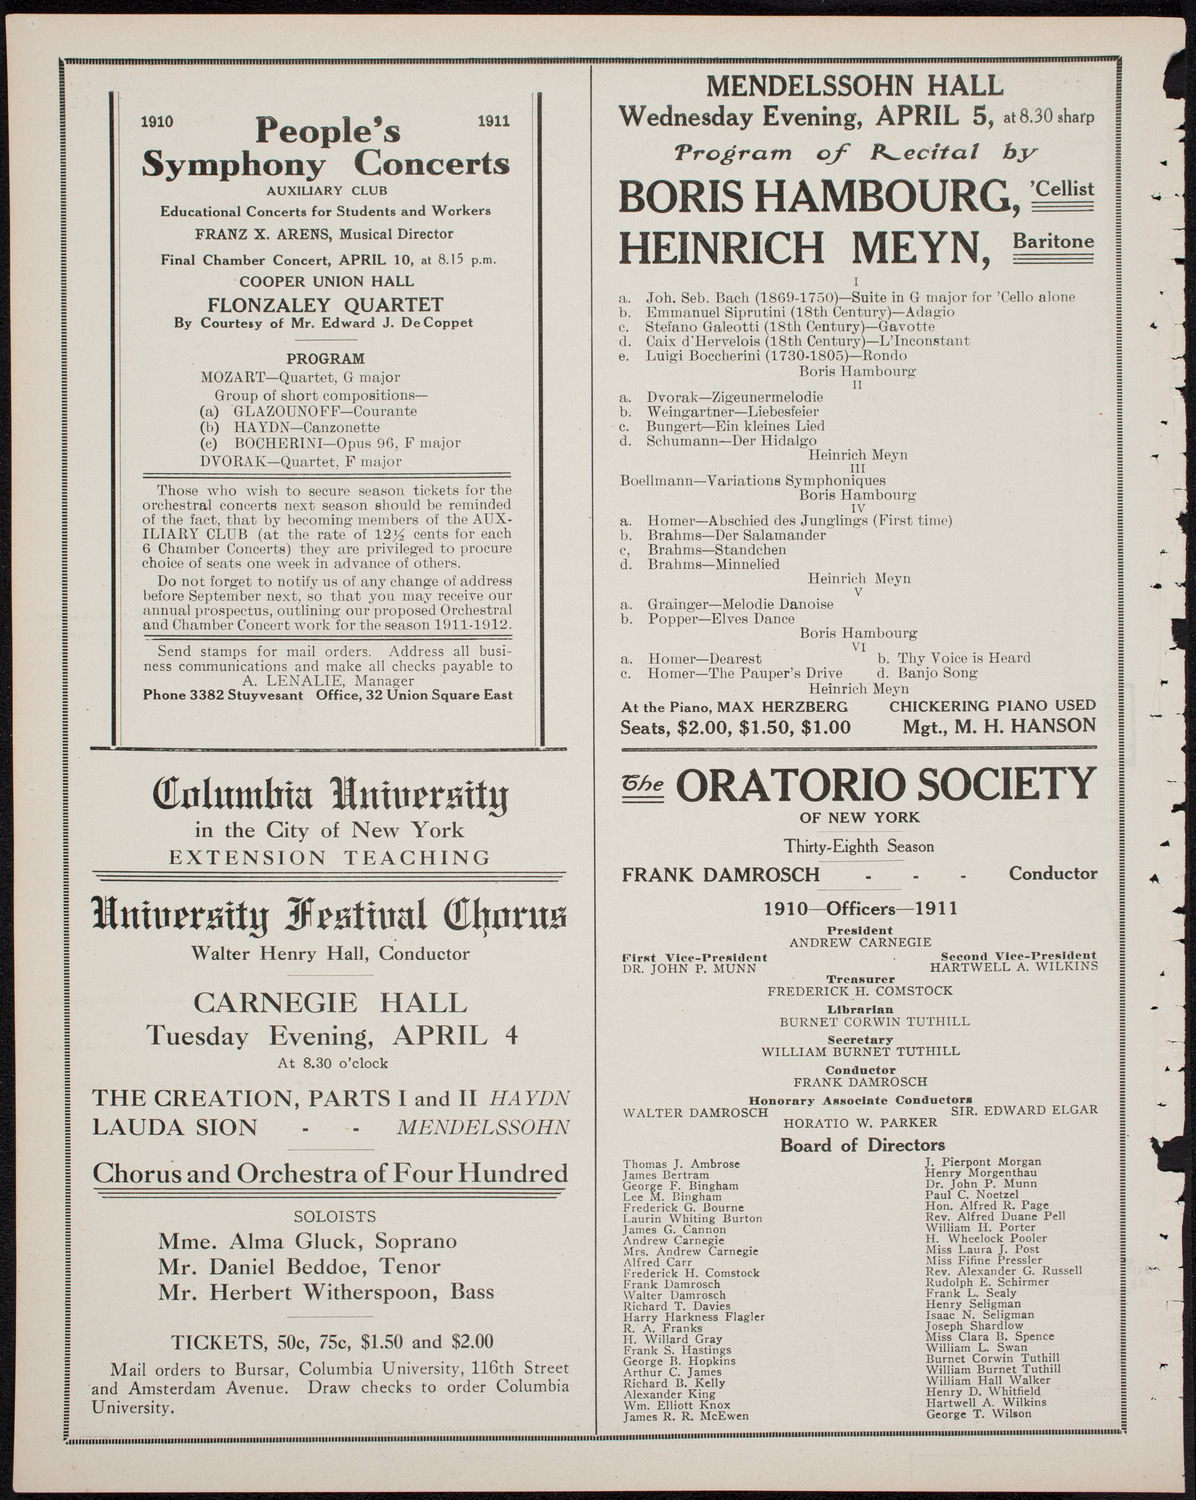 1910 People's 1911
Symphony Concerts
AUXILIARY CLUB
Educational Concerts for Students and Workers
FRANZ X. ARENS, Musical Director
Final Chamber Concert, APRIL 10, at 8.15 p.m.
COOPER UNION HALL
FLONZALEY QUARTET
By Courtesy of Mr. Edward J. DeCoppet
PROGRAM
MOZART—Quartet, G major
Group of short compositions—
(a) GLAZOUNOFF—Courante
(b) HAYDN—Canzonette
(c) BOCHERINI—Opus 96, F major
DVORAK—Quartet, F major
Those who wish to secure season tickets for the
orchestral concerts next season should be reminded
of the fact, that by becoming members of the AUX-
ILIARY CLUB (at the rate of 12½ cents for each
6 Chamber Concerts) they are privileged to procure
choice of seats one week in advance of others.
Do not forget to notify us of any change of address
before September next, so that you may receive our
annual prospectus, outlining our proposed Orchestral
and Chamber Concert work for the season 1911-1912.
Send stamps for mail orders. Address all busi-
ness communications and make all checks payable to
A. LENALIE, Manager
Phone 3382 Stuyvesant Office, 32 Union Square East
Columbia University
in the City of New York
EXTENSION TEACHING
University Festival Chorus
Walter Henry Hall, Conductor
CARNEGIE HALL
Tuesday Evening, APRIL 4
At 8.30 o'clock
THE CREATION, PARTS I and II HAYDN
LAUDA SION - - MENDELSSOHN
Chorus and Orchestra of Four Hundred
SOLOISTS
Mme. Alma Gluck, Soprano
Mr. Daniel Beddoe, Tenor
Mr. Herbert Witherspoon, Bass
TICKETS, 50c, 75c, $1.50 and $2.00
Mail orders to Bursar, Columbia University, 116th Street
and Amsterdam Avenue. Draw checks to order Columbia
University.
MENDELSSOHN HALL
Wednesday Evening, APRIL 5, at 8.30 sharp
Program of Recital by
BORIS HAMBOURG, 'Cellist
HEINRICH MEYN, Baritone
I
a. Joh. Seb. Bach (1869-1750)—Suite in G major for 'Cello alone
b. Emmanuel Siprutini (18th Century)—Adagio
c. Stefano Galeotti (18th Century)—Gavotte
d. Caix d'Hervelois (18th Century)—L'Inconstant
e. Luigi Boccherini (1730-1805)—Rondo
Boris Hambourg
II
a. Dvorak—Zigeunermelodie
b. Weingartner—Liebesfeier
c. Bungert—Ein kleines Lied
d. Schumann—Der Hidalgo
Heinrich Meyn
III
Boellmann—Variations Symphoniques
Boris Hambourg
IV
a. Homer—Abschied des Junglings (First time)
b. Brahms—Der Salamander
c, Brahms—Standchen
d. Brahms—Minnelied
Heinrich Meyn
V
a. Grainger—Melodie Danoise
b. Popper—Elves Dance
Boris Hambourg
VI
a. Homer—Dearest b. Thy Voice is Heard
c. Homer—The Pauper's Drive d. Banjo Song
Heinrich Meyn
At the Piano, MAX HERZBERG CHICKERING PIANO USED
Seats, $2.00, $1.50, $1.00 Mgt., M. H. HANSON
The ORATORIO SOCIETY
OF NEW YORK
Thirty-Eighth Season
FRANK DAMROSCH - - - Conductor
1910—Officers—1911
President
ANDREW CARNEGIE
First Vice-President Second Vice-President
DR. JOHN P. MUNN HARTWELL A. WILKINS
Treasurer
FREDERICK H. COMSTOCK
Librarian
BURNET CORWIN TUTHILL
Secretary
WILLIAM BURNET TUTHILL
Conductor
FRANK DAMROSCH
Honorary Associate Conductors
WALTER DAMROSCH SIR. EDWARD ELGAR
HORATIO W. PARKER
Board of Directors
Thomas J. Ambrose
James Bertram
George F. Bingham
Lee M. Bingham
Frederick G. Bourne
Laurin Whiting Burton
James G. Cannon
Andrew Carnegie
Mrs. Andrew Carnegie
Alfred Carr
Frederick H. Comstock
Frank Damrosch
Walter Damrosch
Richard T. Davies
Harry Harkness Flagler
R. A. Franks
H. Willard Gray
Frank S. Hastings
George B. Hopkins
Arthur C. James
Richard B. Kelly
Alexander King
Wm. Elliott Knox
James R. R. McEwen
J. Pierpont Morgan
Henry Morgenthau
Dr. John P. Munn
Paul C. Noetzel
Hon. Alfred R. Page
Rev. Alfred Duane Pell
William H. Porter
H. Wheelock Pooler
Miss Laura J. Post
Miss Fifine Pressler
Rev. Alexander G. Russell
Rudolph E. Schirmer
Frank L. Sealy
Henry Seligman
Isaac N. Seligman
Joseph Shardlow
Miss Clara B. Spence
William L. Swan
Burnet Corwin Tuthill
William Burnet Tuthill
William Hall Walker
Henry D. Whitfield
Hartwell A. Wilkins
George T. Wilson